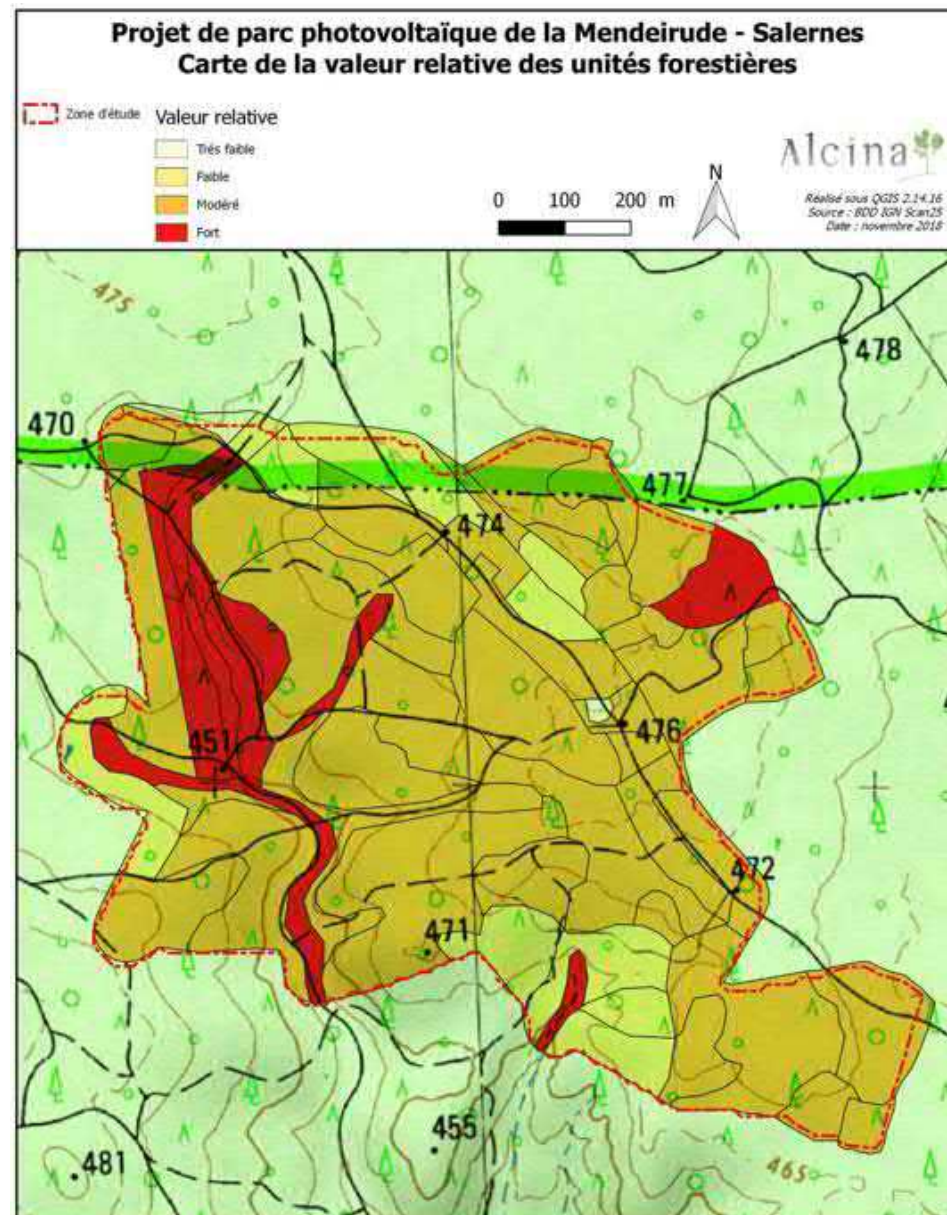 Projet de parc photovoltaïque de la Mendeirude - Salernes
Carte de la valeur relative des unités forestières
Zone d'étude
Valeur relative
Trés faible
Faible
Modéré
Fort
0 100 200 m
N
Alcina
Réalisé sous QGIS 2.14.16
Source : BDD IGN Scan25
Date : novembre 2018
475
478
470
477
474
476
451
472
471
455
481
465